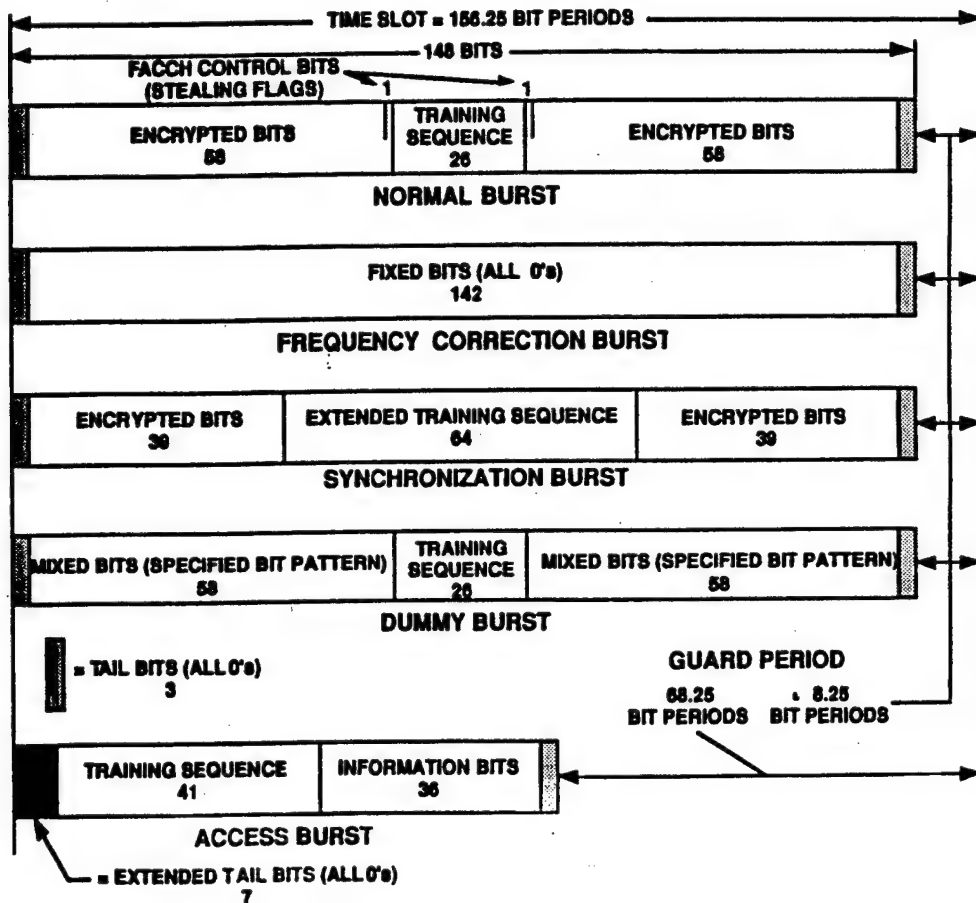 TIME SLOT = 156.25 BIT PERIODS
148 BITS
FACCH CONTROL BITS
(STEALING FLAGS)
1
1
ENCRYPTED BITS
58
TRAINING
SEQUENCE
26
ENCRYPTED BITS
58
NORMAL BURST
FIXED BITS (ALL 0's)
142
FREQUENCY CORRECTION BURST
ENCRYPTED BITS
39
EXTENDED TRAINING SEQUENCE
64
ENCRYPTED BITS
39
SYNCHRONIZATION BURST
MIXED BITS (SPECIFIED BIT PATTERN)
58
TRAINING
SEQUENCE
26
MIXED BITS (SPECIFIED BIT PATTERN)
58
DUMMY BURST
= TAIL BITS (ALL 0's)
3
GUARD PERIOD
68.25
BIT PERIODS
8.25
BIT PERIODS
TRAINING SEQUENCE
41
INFORMATION BITS
36
ACCESS BURST
= EXTENDED TAIL BITS (ALL 0's)
7